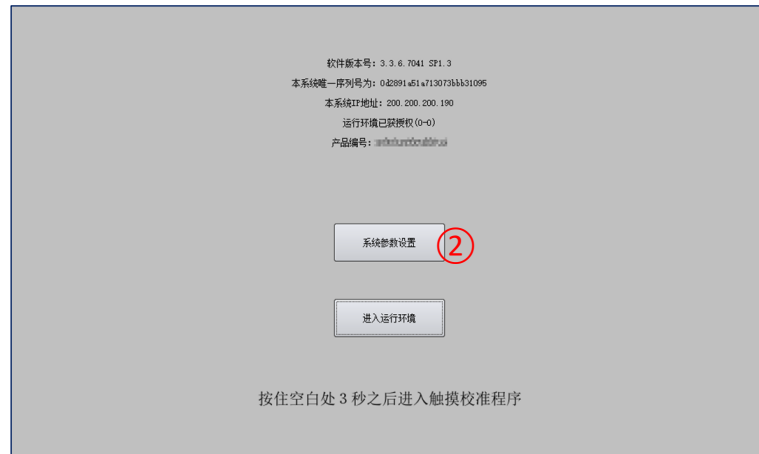 软件版本号: 3.3.6.7041 SP1.3
本系统唯一序列号为: 0d2891a51a713073bbb31095
本系统IP地址: 200.200.200.190
运行环境已获授权(0-0)
产品编号:
系统参数设置
②
进入运行环境
按住空白处 3 秒之后进入触摸校准程序